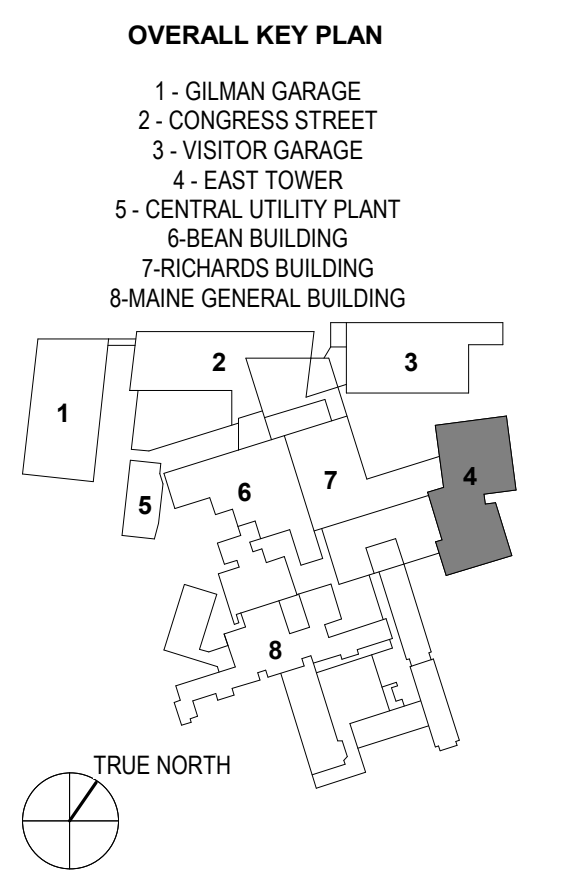 OVERALL KEY PLAN
1 - GILMAN GARAGE
2 - CONGRESS STREET
3 - VISITOR GARAGE
4 - EAST TOWER
5 - CENTRAL UTILITY PLANT
6-BEAN BUILDING
7-RICHARDS BUILDING
8-MAINE GENERAL BUILDING
2
3
1
4
7
6
5
8
TRUE NORTH